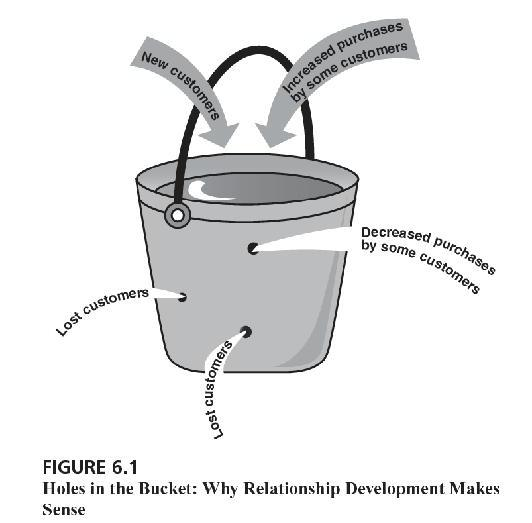 New customers
Increased purchases
by some customers
Decreased purchases
by some customers
Lost customers
Lost customers
FIGURE 6.1
Holes in the Bucket: Why Relationship Development Makes
Sense